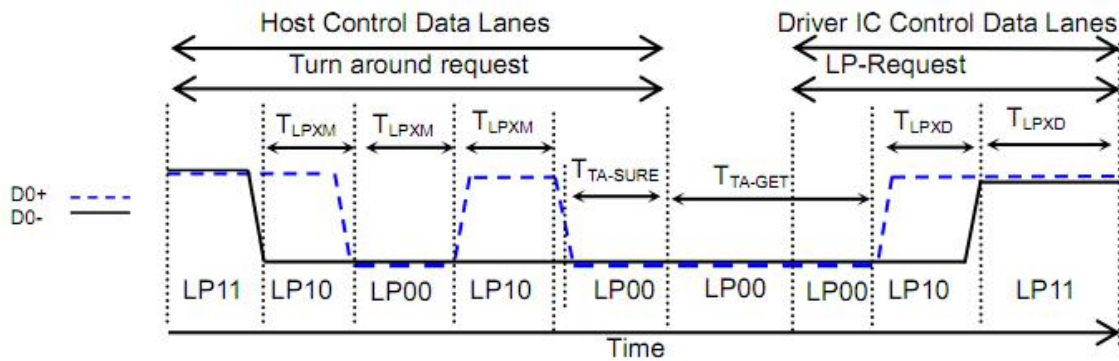 Host Control Data Lanes
Driver IC Control Data Lanes
Turn around request
LP-Request
TLPXM
TLPXM
TLPXM
TLPXD
TLPXD
TTA-SURE
TTA-GET
D0+
D0-
LP11
LP10
LP00
LP10
LP00
LP00
LP00
LP10
LP11
Time